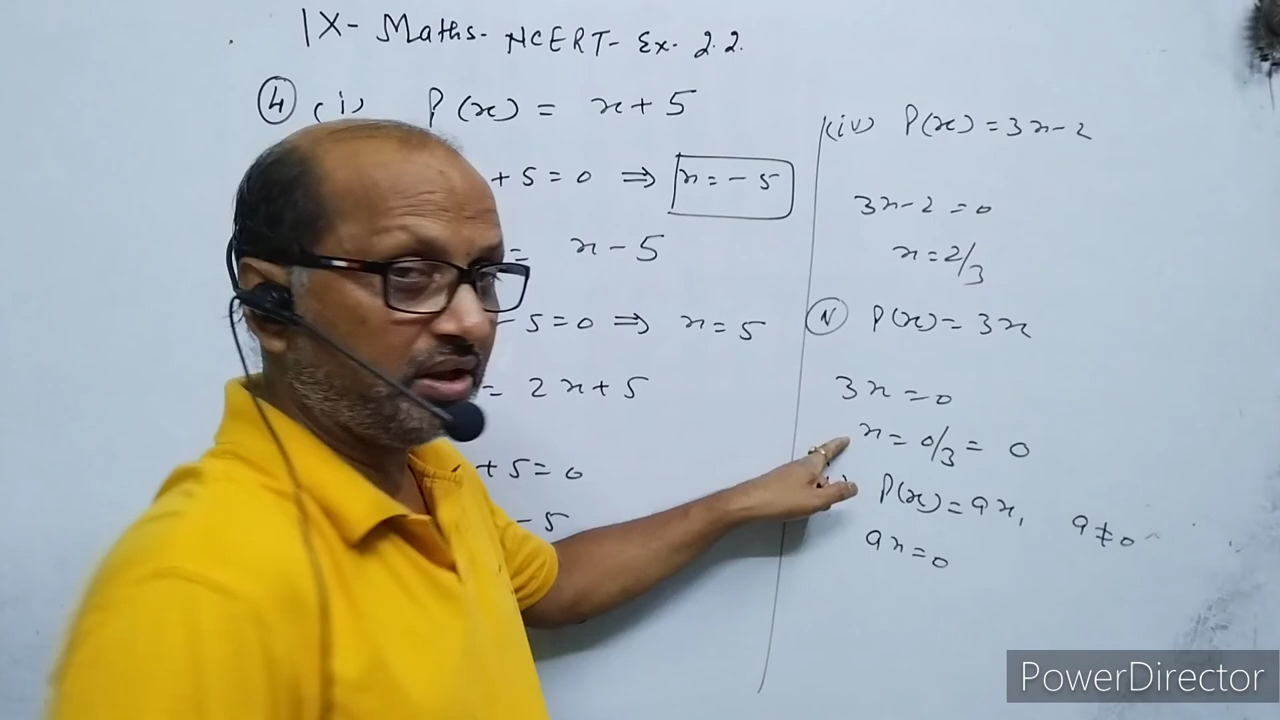 IX- Maths- NCERT- Ex- 2.2.
4 (i) P(x) = x+5
+5=0 ⇒ x=-5
= x-5
-5=0 ⇒ x=5
= 2x+5
+5=0
-5
(iv) P(x)=3x-2
3x-2=0
x=2/3
P(x)=3x
3x=0
x=0/3=0
P(x)=ax, a≠0
ax=0
PowerDirector